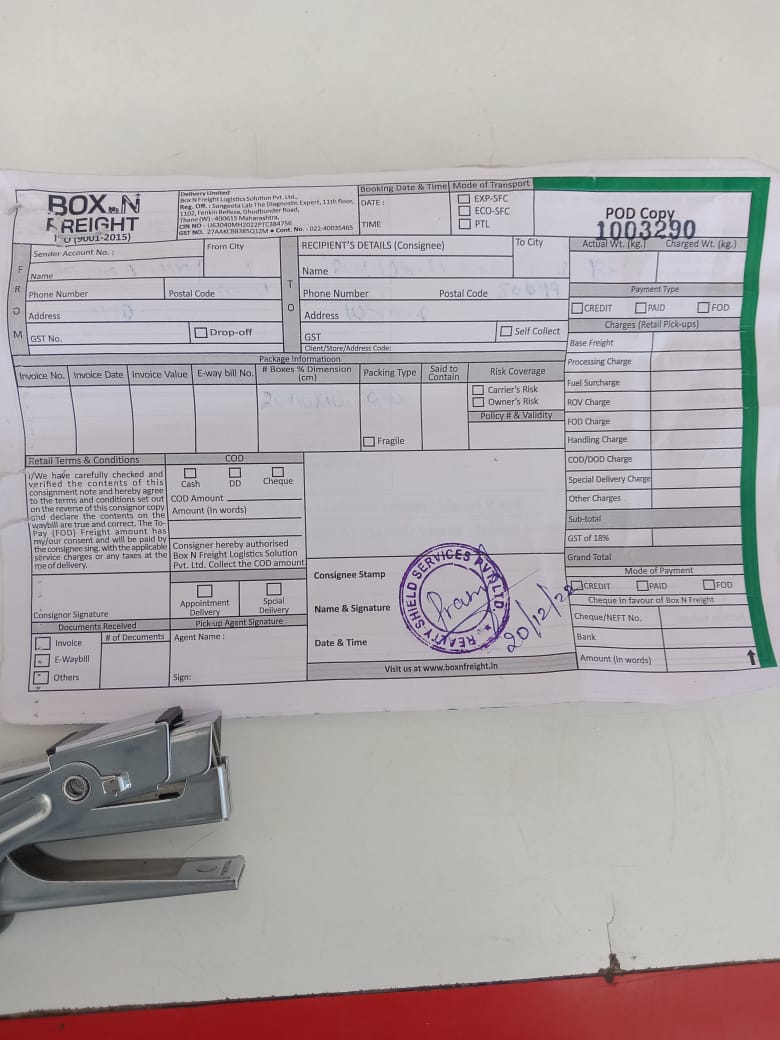 BOX N
FREIGHT
(9001-2015)
Delivery Limited
Box N Freight Logistics Solution Pvt. Ltd.,
Reg. Off. : Sangeeta Lab The Diagnostic Expert, 11th floor,
1102, Fenkin Belleza, Ghodbunder Road,
Thane (W) - 400615 Maharashtra,
CIN NO - U63040MH2022PTC384756
Cont. No. - 022-40035465
Booking Date & Time
DATE :
TIME
Mode of Transport
EXP-SFC
ECO-SFC
PTL
POD Copy
1003290
Actual Wt. (kg.) Charged Wt. (kg.)
FROM
Sender Account No. :
From City
Name
Phone Number Postal Code
Address
GST No.
Drop-off
TO
RECIPIENT'S DETAILS (Consignee)
To City
Name
Phone Number Postal Code
Address
GST
Self Collect
Client/Store/Address Code:
Payment Type
CREDIT PAID FOD
Charges (Retail Pick-ups)
Base Freight
Processing Charge
Fuel Surcharge
ROV Charge
FOD Charge
Handling Charge
COD/DOD Charge
Special Delivery Charge
Other Charges
Sub-total
GST of 18%
Grand Total
Package Informatioon
Invoice No. Invoice Date Invoice Value E-way bill No. # Boxes % Dimension (cm) Packing Type Said to Contain Risk Coverage
Carrier's Risk
Owner's Risk
Policy # & Validity
2
Fragile
Retail Terms & Conditions
I/We have carefully checked and
verified the contents of this
consignment note and hereby agree
to the terms and conditions set out
on the reverse of this consignor copy
and declare the contents on the
waybill are true and correct. The To-
Pay (FOD) Freight amount has
my/our consent and will be paid by
the consignee sing. with the applicable
service charges or any taxes at the
me of delivery.
Consignor Signature
COD
Cash DD Cheque
COD Amount
Amount (In words)
Consigner hereby authorised
Box N Freight Logistics Solution
Pvt. Ltd. Collect the COD amount
Appointment Delivery
Spcial Delivery
Documents Received
Invoice
E-Waybill
Others
# of Documents
Pick-up Agent Signature
Agent Name :
Sign:
Consignee Stamp
Name & Signature
Date & Time
REALTY SHIELD SERVICES PVT. LTD.
Pram
20/12/22
Visit us at www.boxnfreight.in
Mode of Payment
CREDIT PAID FOD
Cheque In favour of Box N Freight
Cheque/NEFT No.
Bank
Amount (In words)